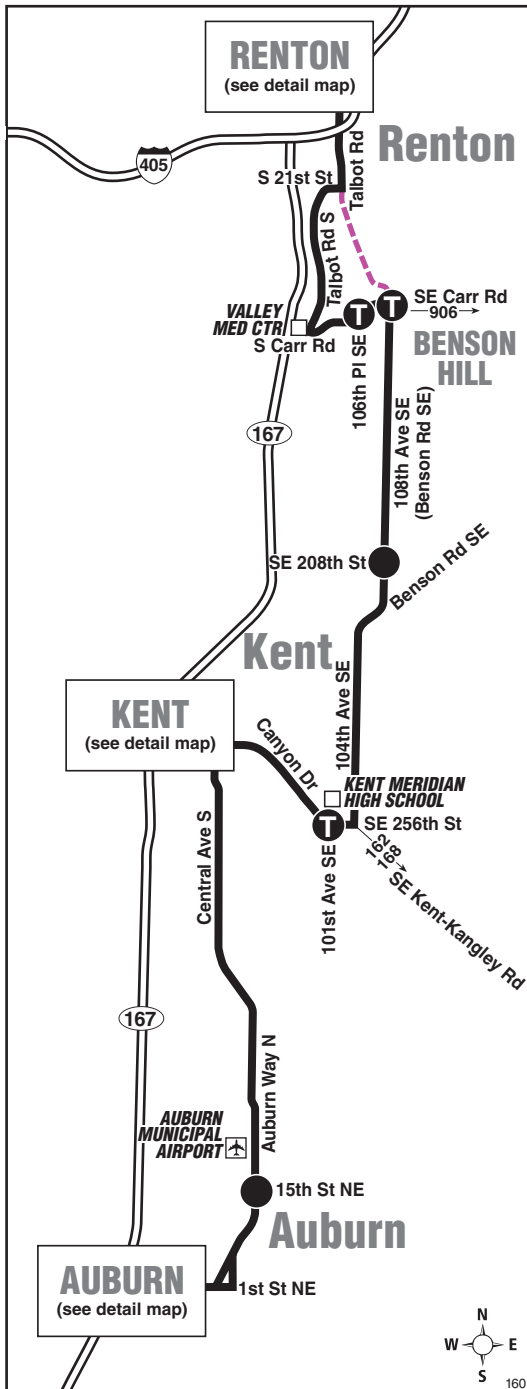 RENTON
(see detail map)
Renton
405
Talbot Rd
S 21st St
Talbot Rd S
VALLEY
MED CTR
S Carr Rd
T
T
SE Carr Rd
906
106th Pl SE
BENSON
HILL
108th Ave SE
(Benson Rd SE)
167
SE 208th St
Benson Rd SE
Kent
KENT
(see detail map)
104th Ave SE
Canyon Dr
KENT MERIDIAN
HIGH SCHOOL
T
SE 256th St
162
168
SE Kent-Kangley Rd
101st Ave SE
Central Ave S
167
Auburn Way N
AUBURN
MUNICIPAL
AIRPORT
15th St NE
Auburn
AUBURN
(see detail map)
1st St NE
N
W
E
S
160